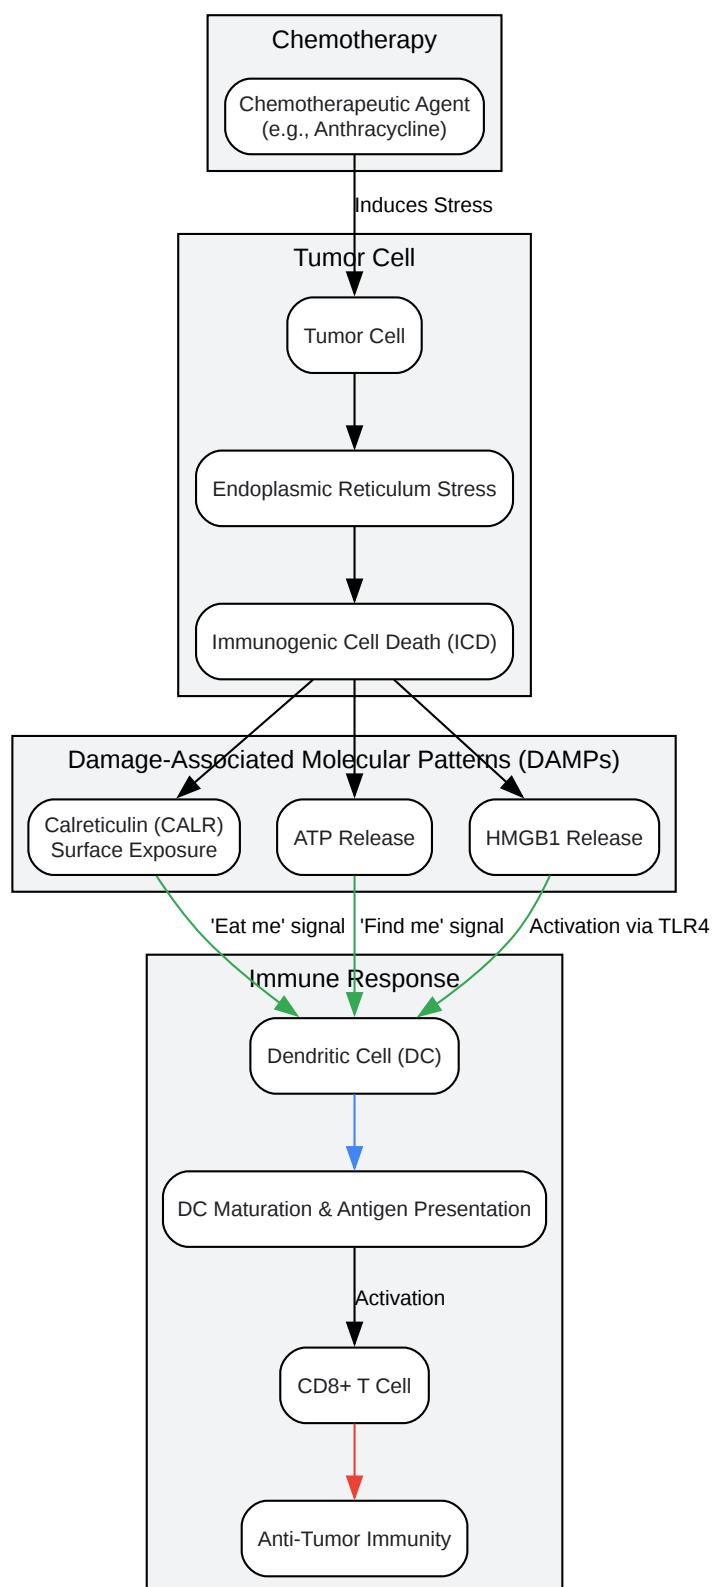 Chemotherapy
Chemotherapeutic Agent
(e.g., Anthracycline)
Induces Stress
Tumor Cell
Tumor Cell
Endoplasmic Reticulum Stress
Immunogenic Cell Death (ICD)
Damage-Associated Molecular Patterns (DAMPs)
Calreticulin (CALR)
Surface Exposure
ATP Release
HMGB1 Release
'Eat me' signal
'Find me' signal
Activation via TLR4
Immune Response
Dendritic Cell (DC)
DC Maturation & Antigen Presentation
Activation
CD8+ T Cell
Anti-Tumor Immunity